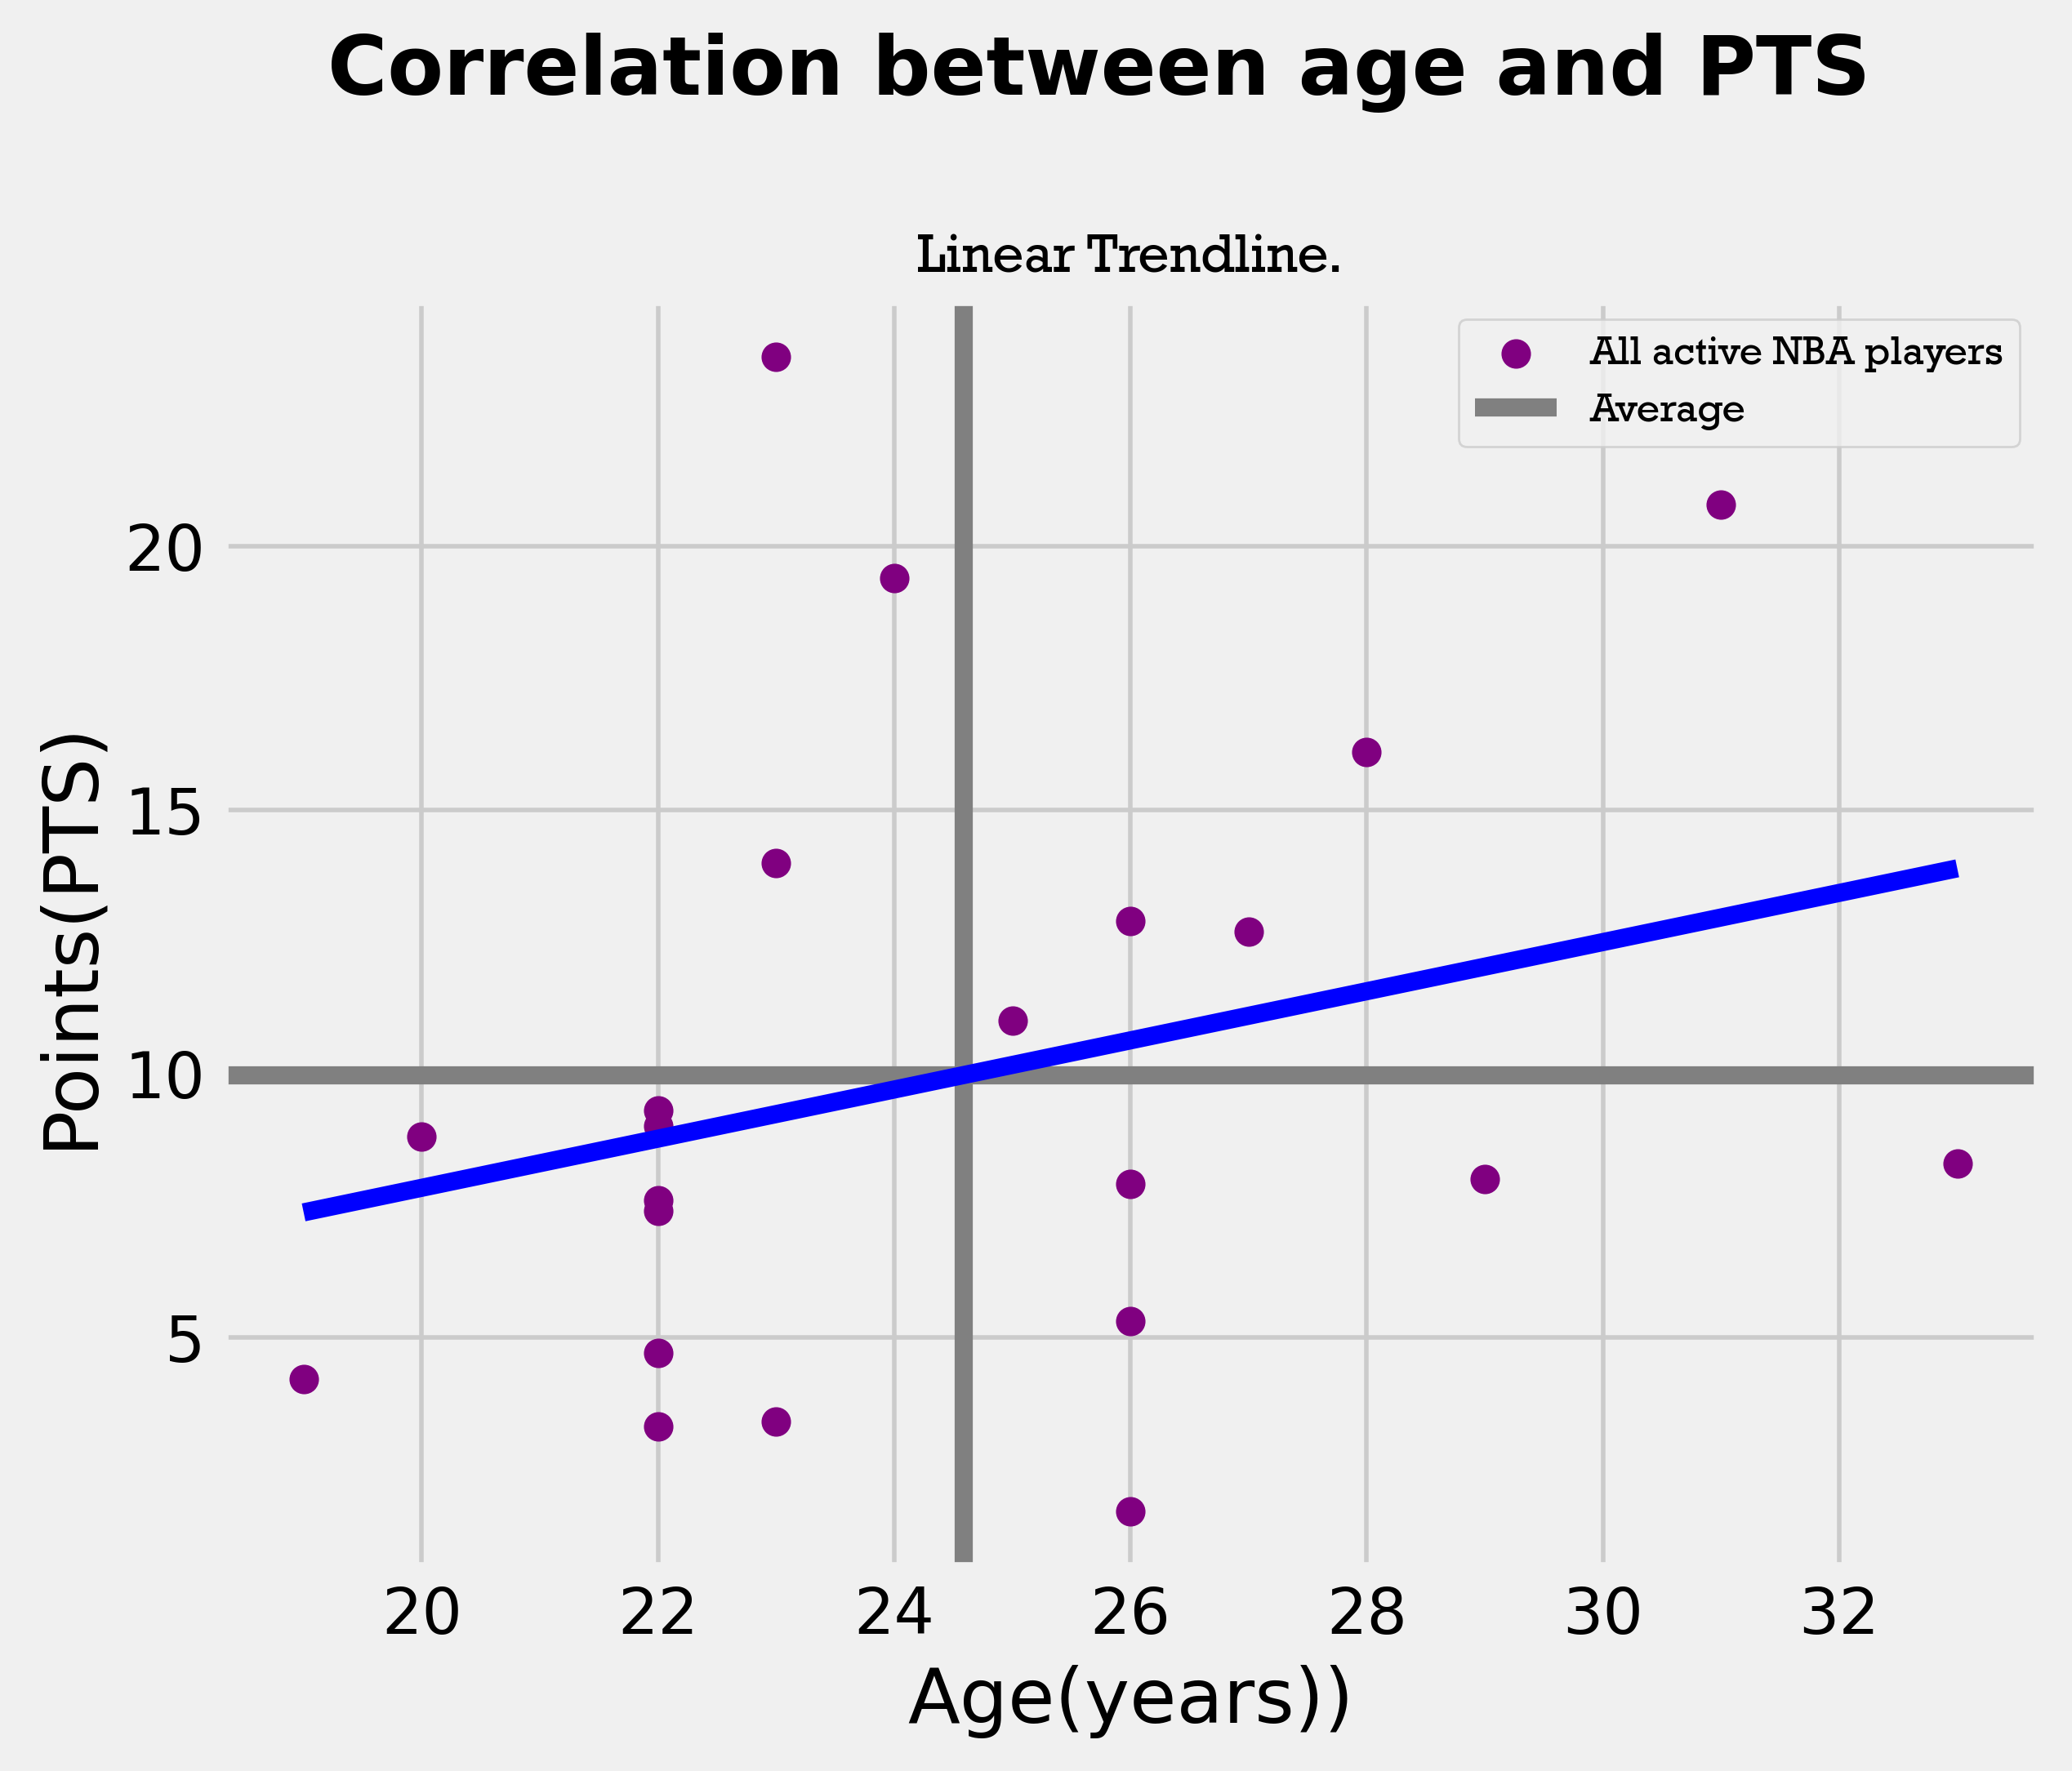 Correlation between age and PTS
Linear Trendline.
All active NBA players
Average
Points(PTS)
20
15
10
5
20 22 24 26 28 30 32
Age(years))